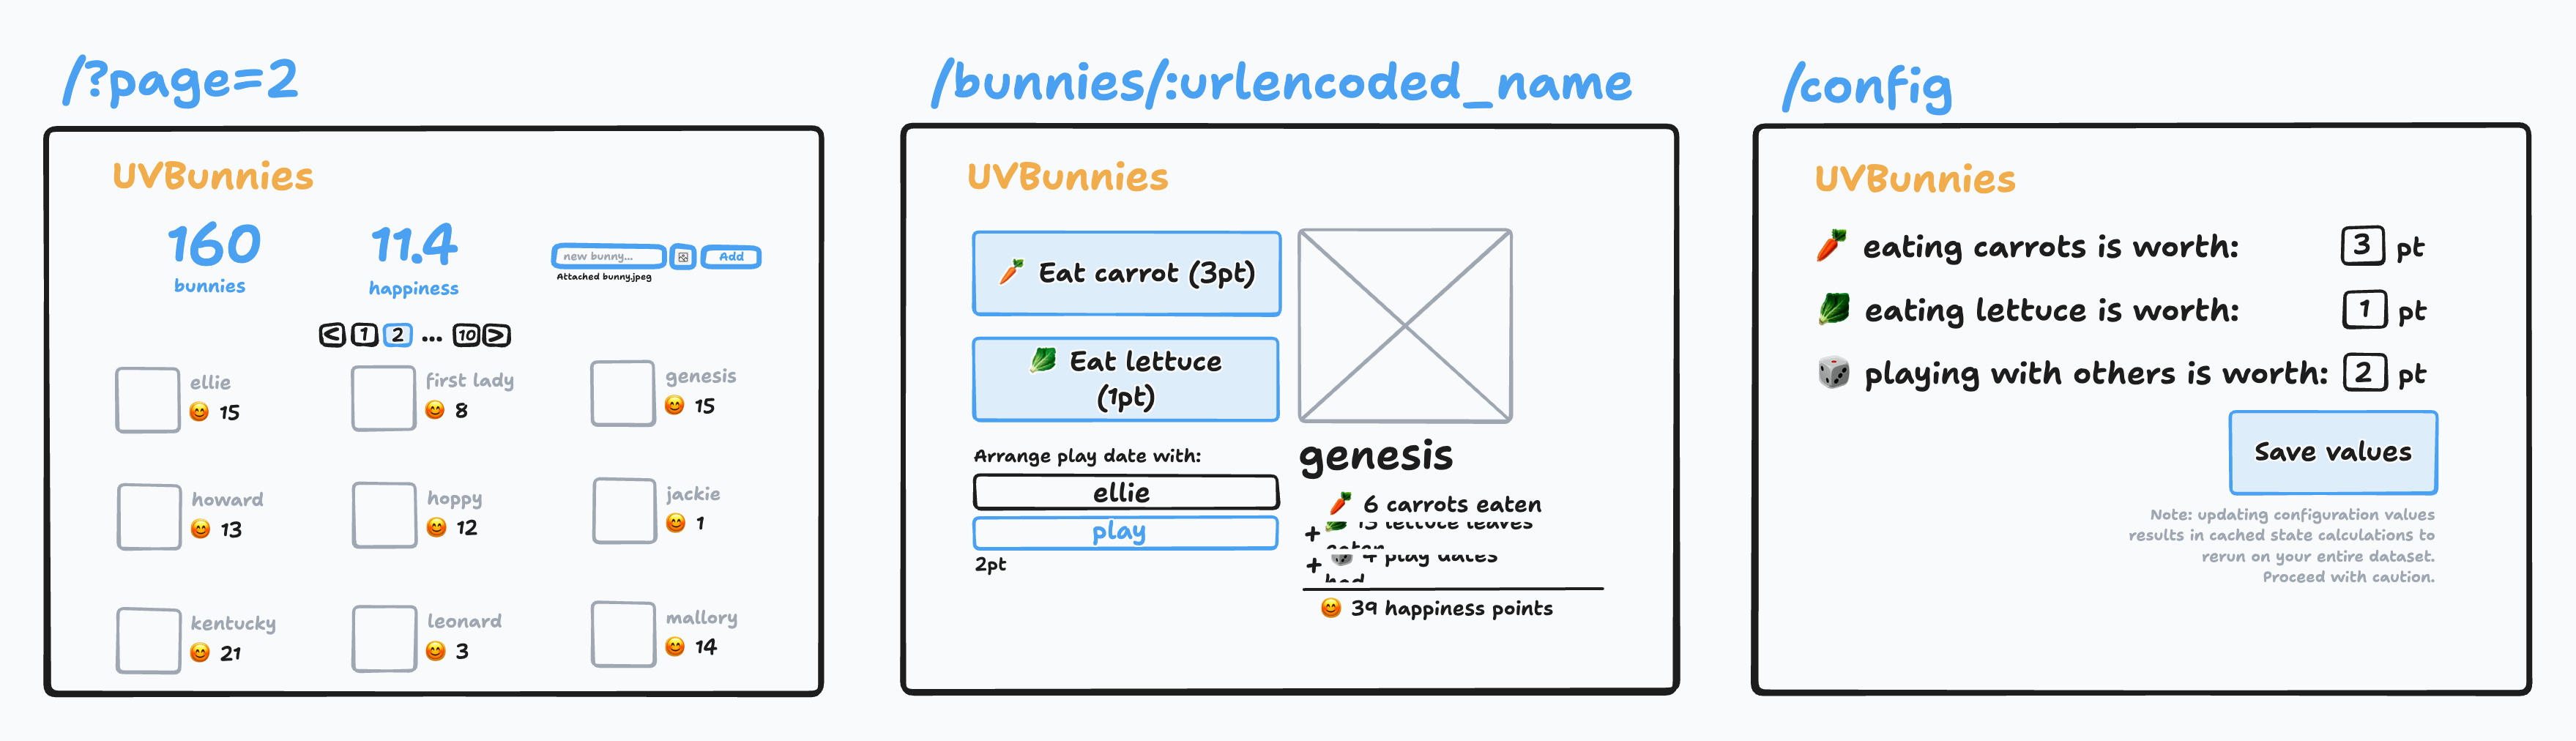 /?page=2
UVBunnies
160
bunnies
11.4
happiness
new bunny...
Add
Attached bunny.jpeg
< 1 2 ... 10 >
ellie
15
first lady
8
genesis
15
howard
13
hoppy
12
jackie
1
kentucky
21
leonard
3
mallory
14
/bunnies/:urlencoded_name
UVBunnies
Eat carrot (3pt)
Eat lettuce
(1pt)
Arrange play date with:
ellie
play
2pt
genesis
6 carrots eaten
+ lettuce leaves
+ play dates
39 happiness points
/config
UVBunnies
eating carrots is worth: 3 pt
eating lettuce is worth: 1 pt
playing with others is worth: 2 pt
Save values
Note: updating configuration values
results in cached state calculations to
rerun on your entire dataset.
Proceed with caution.